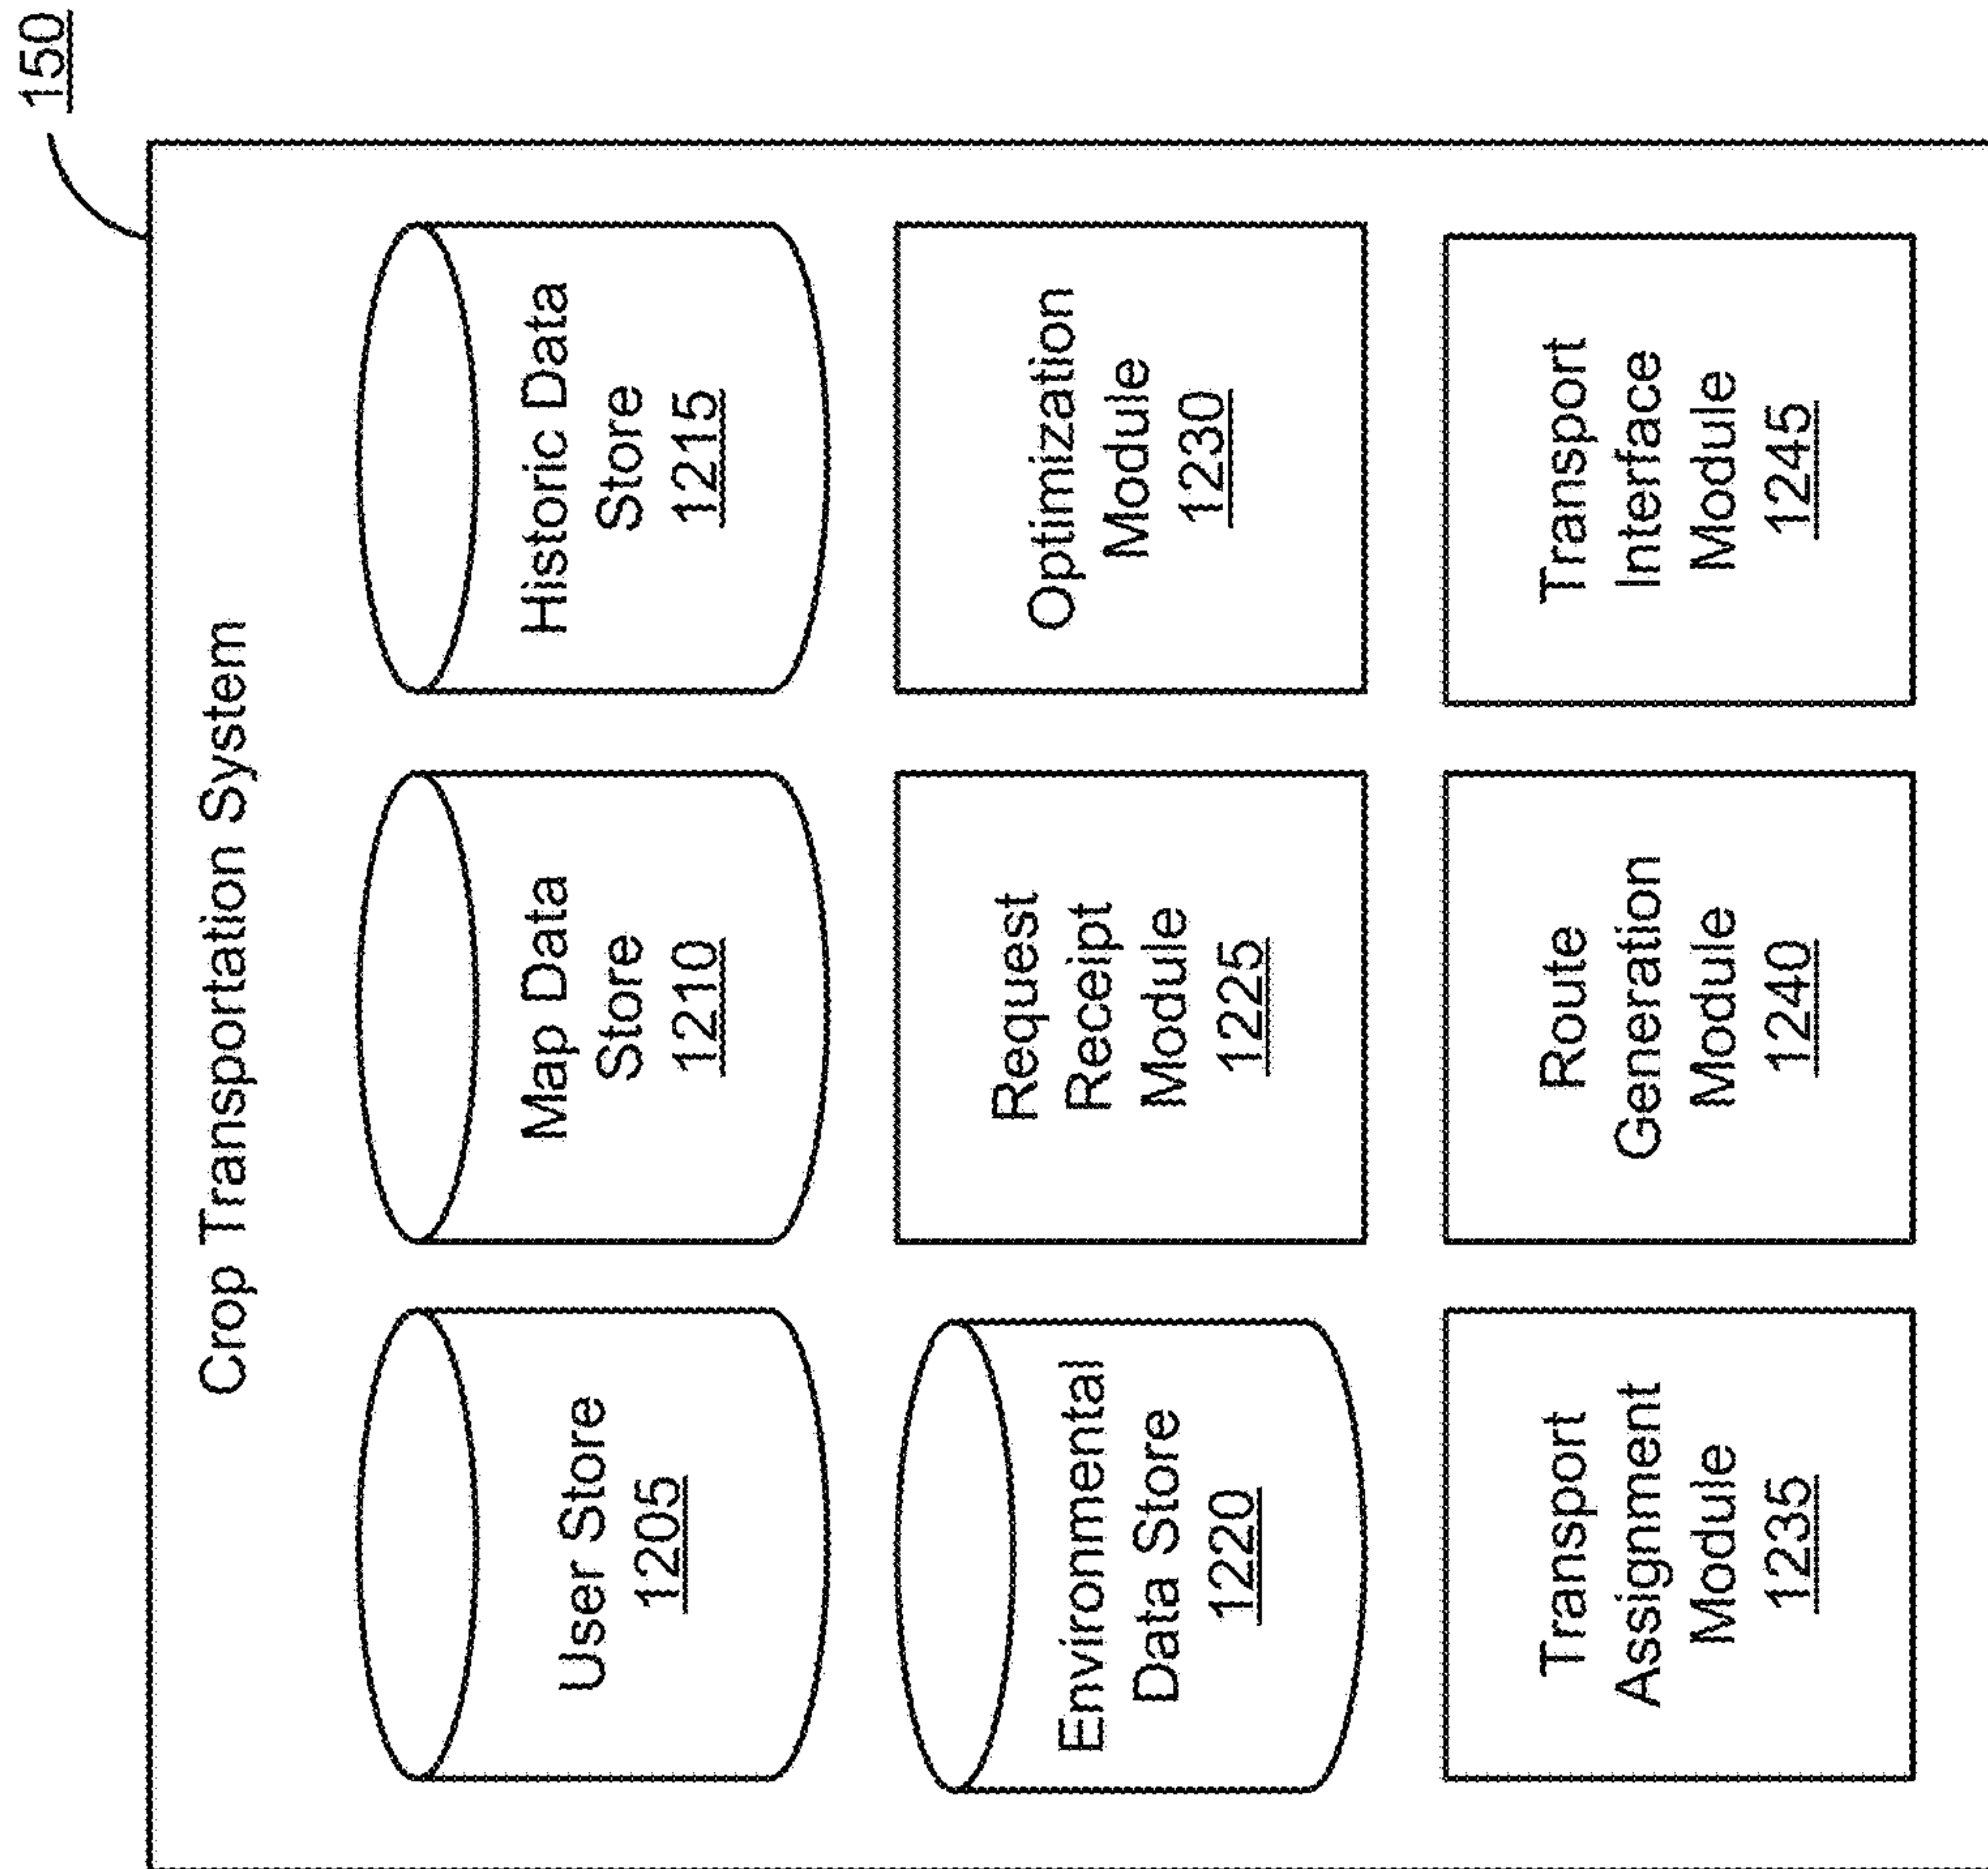 150
Crop Transportation System
User Store
1205
Map Data
Store
1210
Historic Data
Store
1215
Environmental
Data Store
1220
Request
Receipt
Module
1225
Optimization
Module
1230
Transport
Assignment
Module
1235
Route
Generation
Module
1240
Transport
Interface
Module
1245